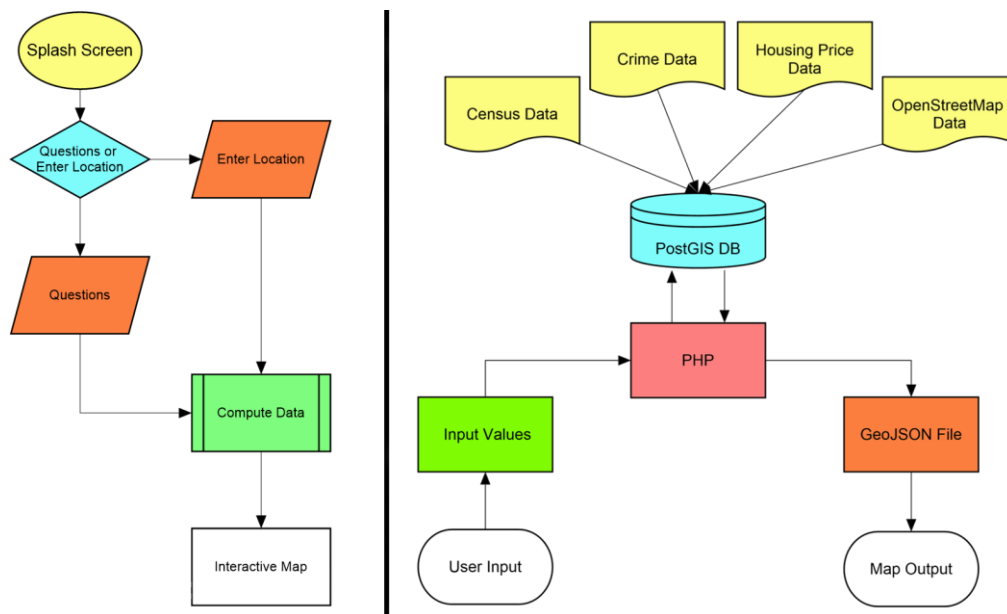 Splash Screen
Questions or
Enter Location
Enter Location
Questions
Compute Data
Interactive Map
Census Data
Crime Data
Housing Price
Data
OpenStreetMap
Data
PostGIS DB
PHP
Input Values
GeoJSON File
User Input
Map Output